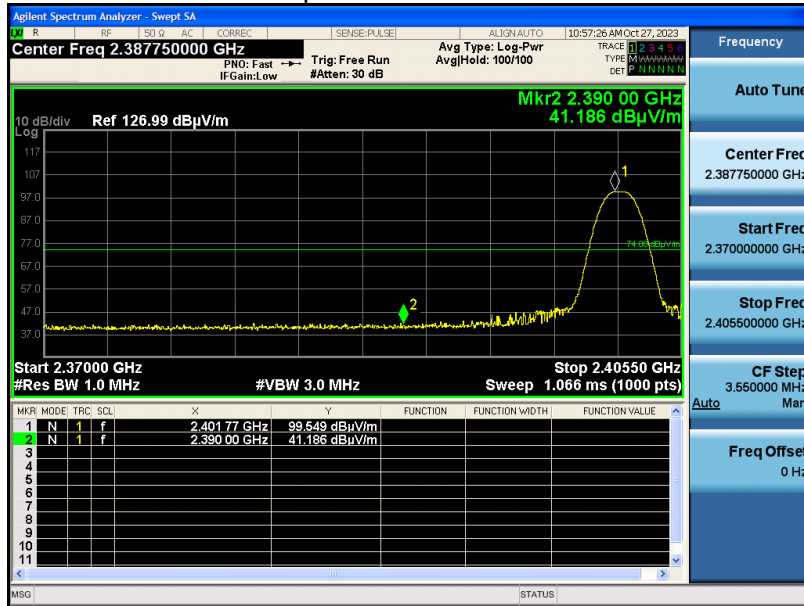 Agilent Spectrum Analyzer - Swept SA
LXI R RF 50 Ω AC CORREC SENSE:PULSE ALIGN AUTO 10:57:26 AM Oct 27, 2023
Center Freq 2.387750000 GHz
PNO: Fast
IFGain:Low
Trig: Free Run
#Atten: 30 dB
Avg Type: Log-Pwr
Avg|Hold: 100/100
TRACE 1 2 3 4 5 6
TYPE M
DET P N N N N N
Mkr2 2.390 00 GHz
41.186 dBµV/m
10 dB/div Ref 126.99 dBµV/m
Log
117
107
97.0
87.0
77.0
67.0
57.0
47.0
37.0
1
2
74.00 dBµV/m
Start 2.37000 GHz Stop 2.40550 GHz
#Res BW 1.0 MHz #VBW 3.0 MHz Sweep 1.066 ms (1000 pts)
MKR MODE TRC SCL X Y FUNCTION FUNCTION WIDTH FUNCTION VALUE
1 N 1 f 2.401 77 GHz 99.549 dBµV/m
2 N 1 f 2.390 00 GHz 41.186 dBµV/m
3
4
5
6
7
8
9
10
11
MSG STATUS
Frequency
Auto Tune
Center Freq
2.387750000 GHz
Start Freq
2.370000000 GHz
Stop Freq
2.405500000 GHz
CF Step
3.550000 MHz
Auto Man
Freq Offset
0 Hz